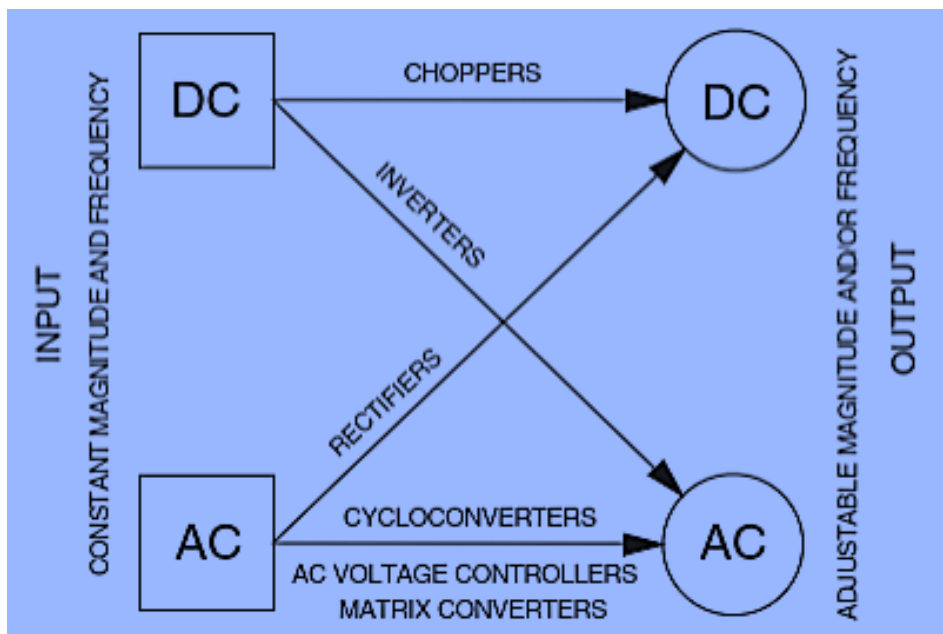 INPUT
CONSTANT MAGNITUDE AND FREQUENCY
DC
CHOPPERS
DC
INVERTERS
RECTIFIERS
AC
CYCLOCONVERTERS
AC VOLTAGE CONTROLLERS
MATRIX CONVERTERS
AC
ADJUSTABLE MAGNITUDE AND/OR FREQUENCY
OUTPUT